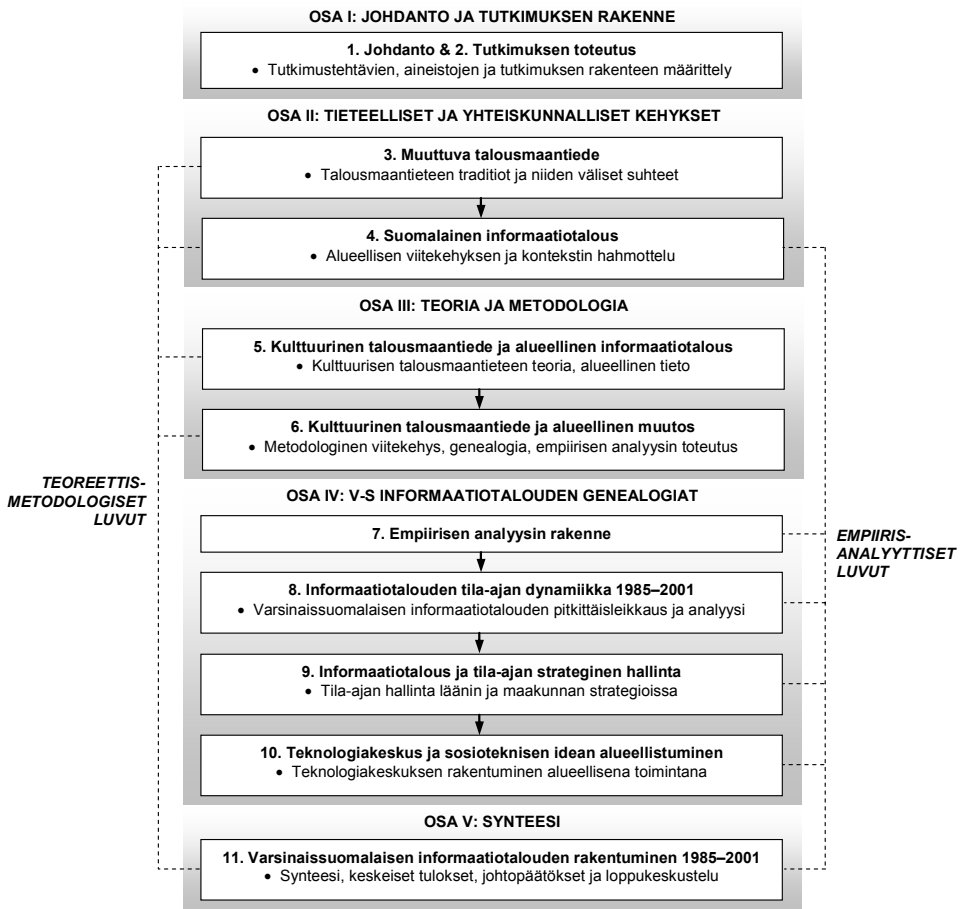 OSA I: JOHDANTO JA TUTKIMUKSEN RAKENNE
1. Johdanto & 2. Tutkimuksen toteutus
• Tutkimustehtävien, aineistojen ja tutkimuksen rakenteen määrittely
OSA II: TIETEELLISET JA YHTEISKUNNALLISET KEHYKSET
3. Muuttuva talousmaantiede
• Talousmaantieteen traditiot ja niiden väliset suhteet
4. Suomalainen informaatiotalous
• Alueellisen viitekehyksen ja kontekstin hahmottelu
OSA III: TEORIA JA METODOLOGIA
5. Kulttuurinen talousmaantiede ja alueellinen informaatiotalous
• Kulttuurisen talousmaantieteen teoria, alueellinen tieto
6. Kulttuurinen talousmaantiede ja alueellinen muutos
• Metodologinen viitekehys, genealogia, empiirisen analyysin toteutus
TEOREETTIS-
METODOLOGISET
LUVUT
OSA IV: V-S INFORMAATIOTALOUDEN GENEALOGIAT
7. Empiirisen analyysin rakenne
8. Informaatiotalouden tila-ajan dynamiikka 1985–2001
• Varsinaissuomalaisen informaatiotalouden pitkittäisleikkaus ja analyysi
9. Informaatiotalous ja tila-ajan strateginen hallinta
• Tila-ajan hallinta läänin ja maakunnan strategioissa
10. Teknologiakeskus ja sosioteknisen idean alueellistuminen
• Teknologiakeskuksen rakentuminen alueellisena toimintana
EMPIIRIS-
ANALYYTTISET
LUVUT
OSA V: SYNTEESI
11. Varsinaissuomalaisen informaatiotalouden rakentuminen 1985–2001
• Synteesi, keskeiset tulokset, johtopäätökset ja loppukeskustelu